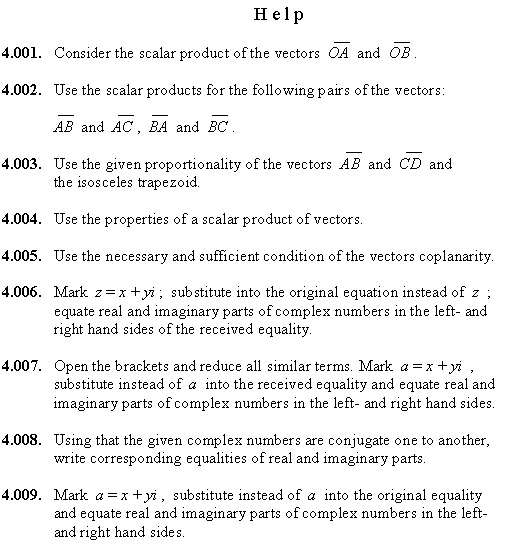 Help
4.001. Consider the scalar product of the vectors OA and OB .
4.002. Use the scalar products for the following pairs of the vectors:
AB and AC , BA and BC .
4.003. Use the given proportionality of the vectors AB and CD and
the isosceles trapezoid.
4.004. Use the properties of a scalar product of vectors.
4.005. Use the necessary and sufficient condition of the vectors coplanarity.
4.006. Mark z = x + yi ; substitute into the original equation instead of z ;
equate real and imaginary parts of complex numbers in the left- and
right hand sides of the received equality.
4.007. Open the brackets and reduce all similar terms. Mark a = x + yi ,
substitute instead of a into the received equality and equate real and
imaginary parts of complex numbers in the left- and right hand sides.
4.008. Using that the given complex numbers are conjugate one to another,
write corresponding equalities of real and imaginary parts.
4.009. Mark a = x + yi , substitute instead of a into the original equality
and equate real and imaginary parts of complex numbers in the left-
and right hand sides.